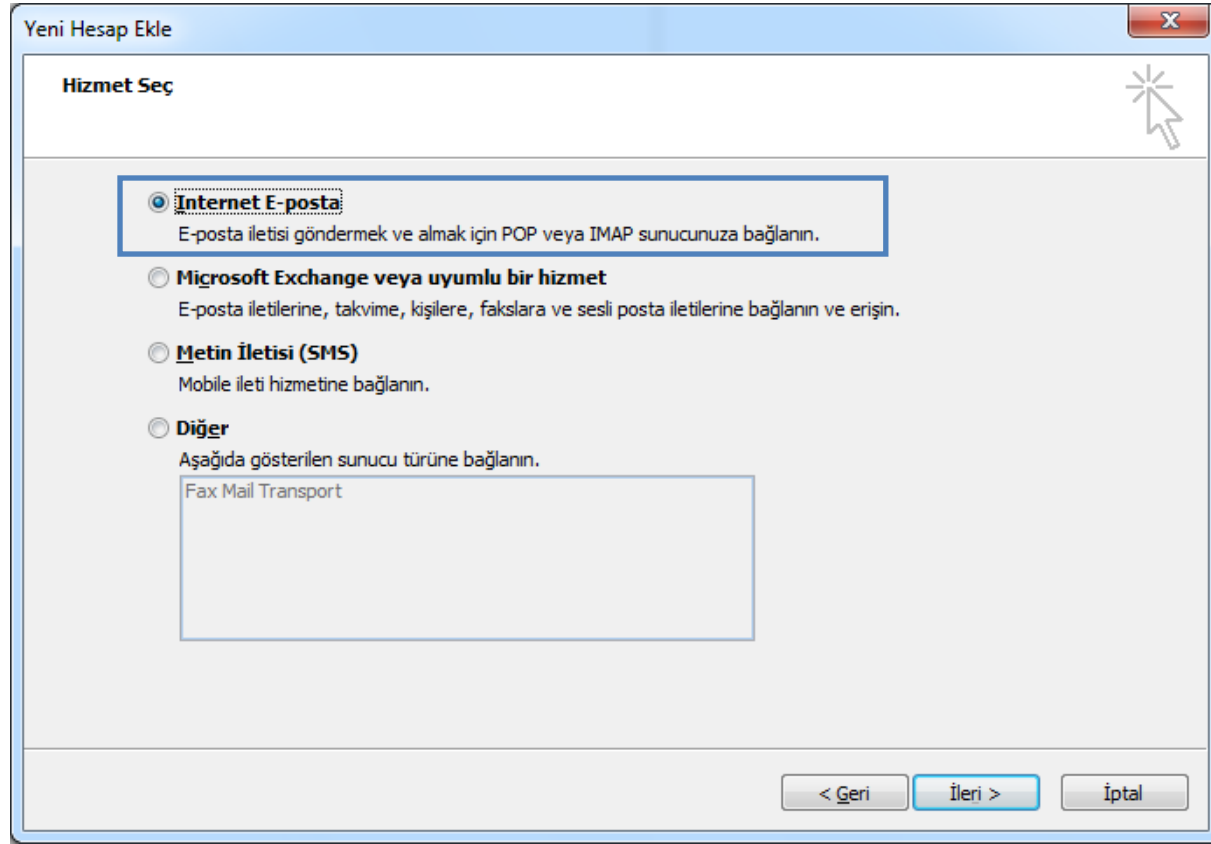 Yeni Hesap Ekle
Hizmet Seç
Internet E-posta
E-posta iletisi göndermek ve almak için POP veya IMAP sunucunuza bağlanın.
Microsoft Exchange veya uyumlu bir hizmet
E-posta iletilerine, takvime, kişilere, fakslara ve sesli posta iletilerine bağlanın ve erişin.
Metin İletisi (SMS)
Mobile ileti hizmetine bağlanın.
Diğer
Aşağıda gösterilen sunucu türüne bağlanın.
Fax Mail Transport
< Geri İleri > İptal